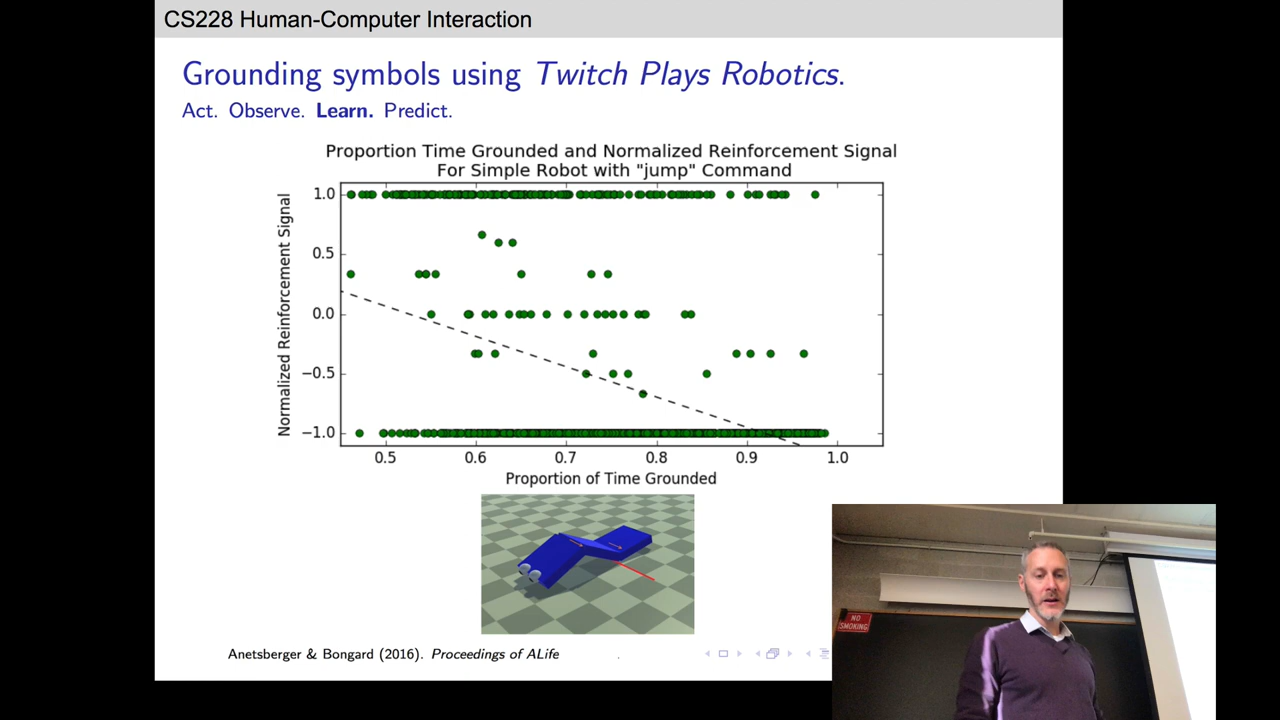 CS228 Human-Computer Interaction
Grounding symbols using Twitch Plays Robotics.
Act. Observe. Learn. Predict.
Proportion Time Grounded and Normalized Reinforcement Signal
For Simple Robot with "jump" Command
Normalized Reinforcement Signal
1.0
0.5
0.0
−0.5
−1.0
0.5 0.6 0.7 0.8 0.9 1.0
Proportion of Time Grounded
NO
SMOKING
Anetsberger & Bongard (2016). Proceedings of ALife